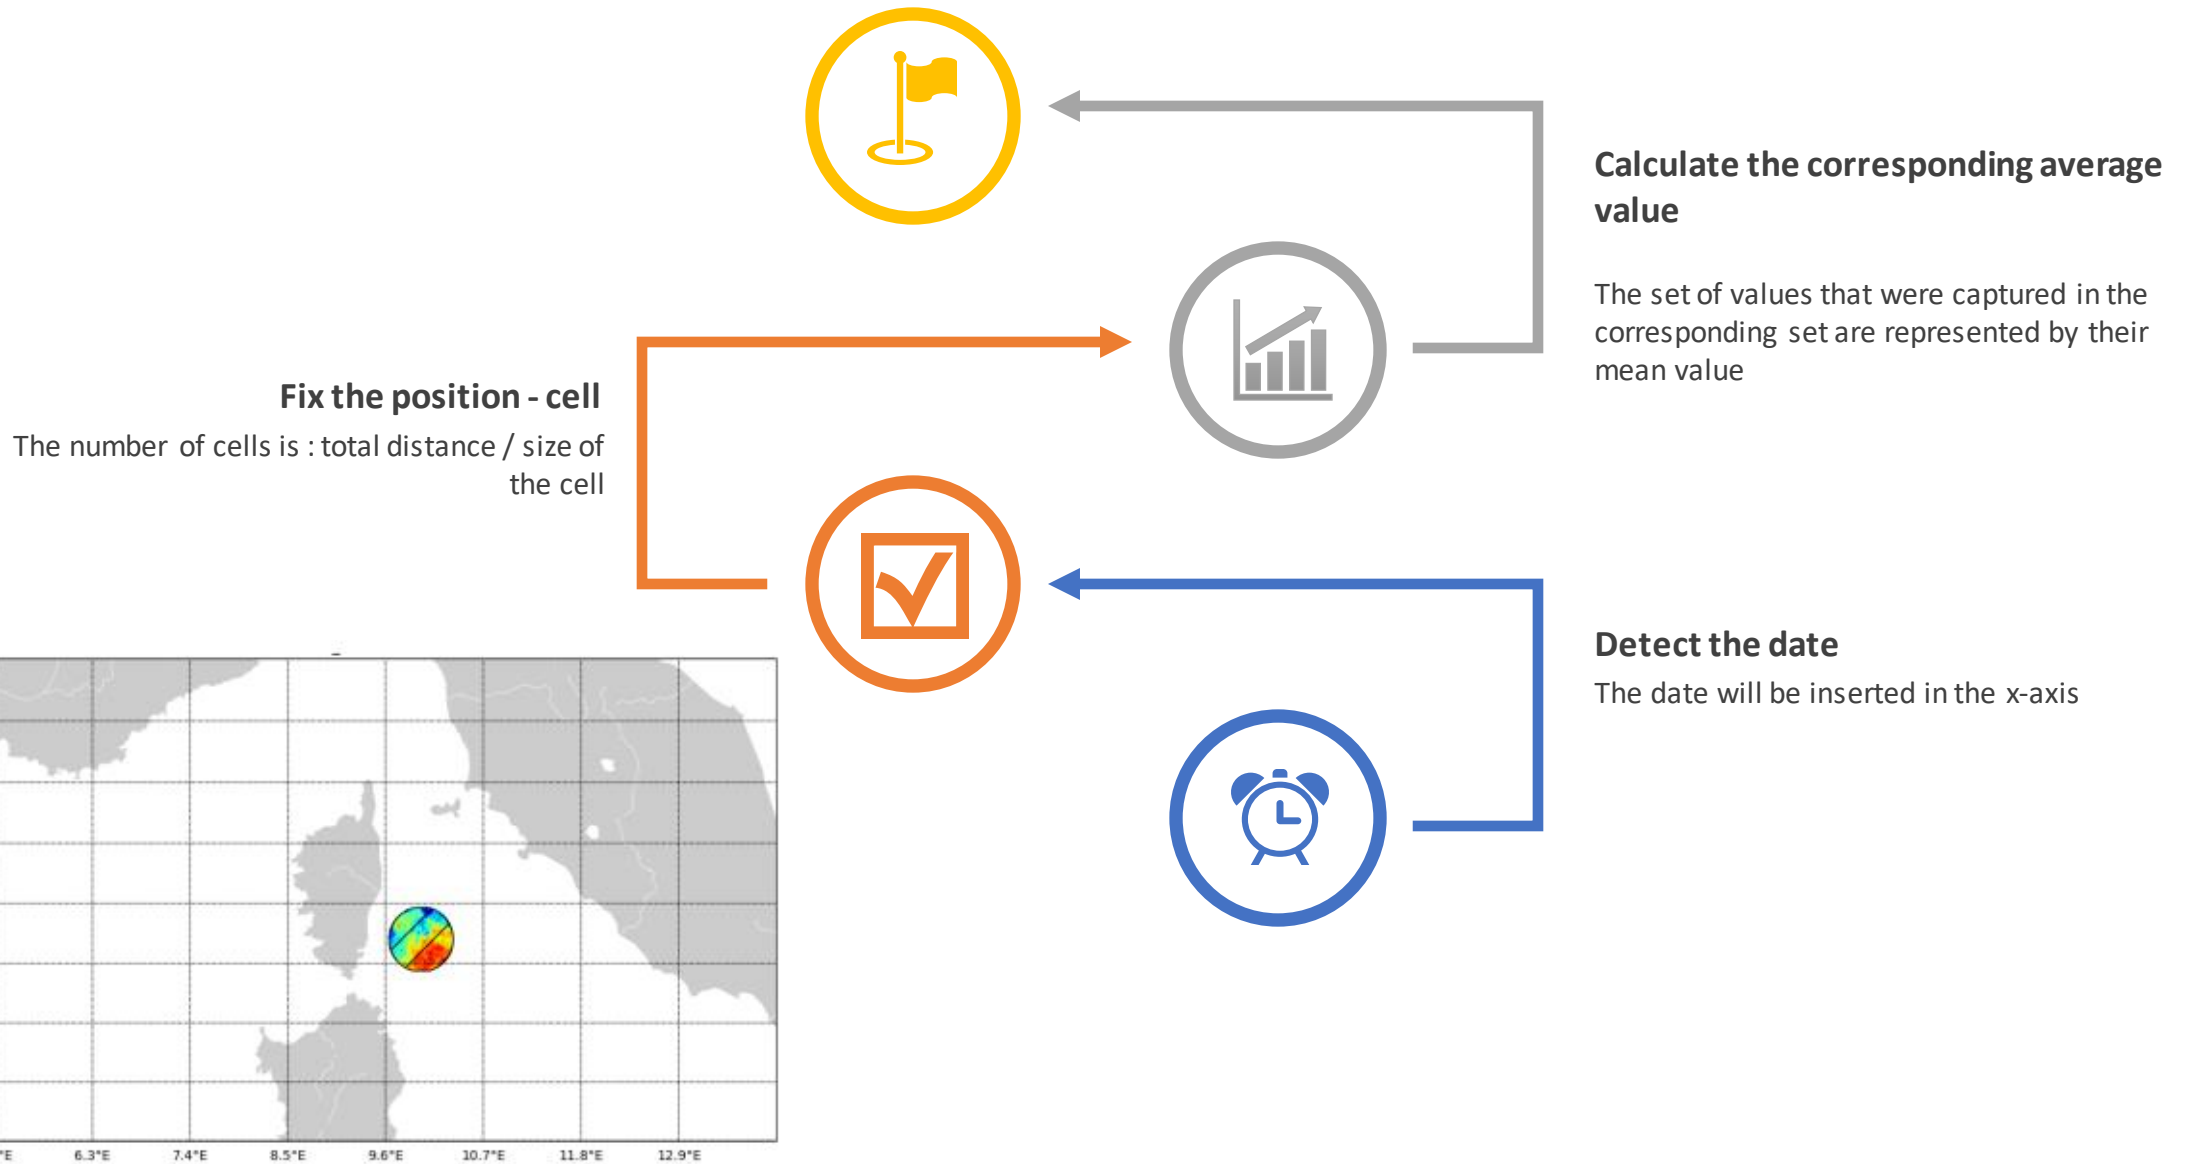 Calculate the corresponding average
value
The set of values that were captured in the
corresponding set are represented by their
mean value
Fix the position - cell
The number of cells is : total distance / size of
the cell
Detect the date
The date will be inserted in the x-axis
°E 6.3°E 7.4°E 8.5°E 9.6°E 10.7°E 11.8°E 12.9°E